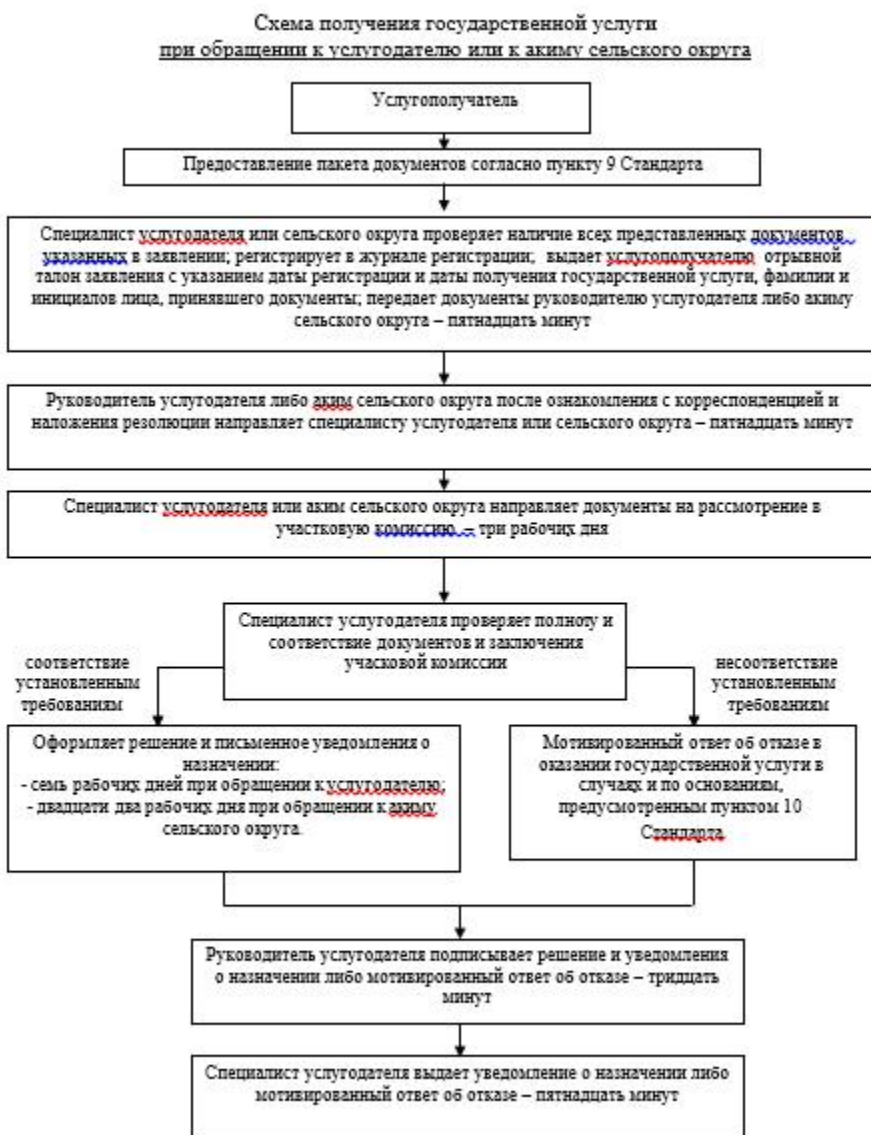 Схема получения государственной услуги
при обращении к услугодателю или к акиму сельского округа
Услугополучатель
Предоставление пакета документов согласно пункту 9 Стандарта
Специалист услугодателя или сельского округа проверяет наличие всех представленных документов
указанных в заявлении; регистрирует в журнале регистрации; выдает услугополучателю отрывной
талон заявления с указанием даты регистрации и даты получения государственной услуги, фамилии и
инициалов лица, принявшего документы; передает документы руководителю услугодателя либо акиму
сельского округа – пятнадцать минут
Руководитель услугодателя либо аким сельского округа после ознакомления с корреспонденцией и
наложения резолюции направляет специалисту услугодателя или сельского округа – пятнадцать минут
Специалист услугодателя или аким сельского округа направляет документы на рассмотрение в
участковую комиссию – три рабочих дня
Специалист услугодателя проверяет полноту и
соответствие документов и заключения
учасковой комиссии
соответствие
установленным
требованиям
несоответствие
установленным
требованиям
Оформляет решение и письменное уведомления о
назначении:
- семь рабочих дней при обращении к услугодателю;
- двадцати два рабочих дня при обращении к акиму
сельского округа.
Мотивированный ответ об отказе в
оказании государственной услуги в
случаях и по основаниям,
предусмотренным пунктом 10
Стандарта
Руководитель услугодателя подписывает решение и уведомления
о назначении либо мотивированный ответ об отказе – тридцать
минут
Специалист услугодателя выдает уведомление о назначении либо
мотивированный ответ об отказе – пятнадцать минут